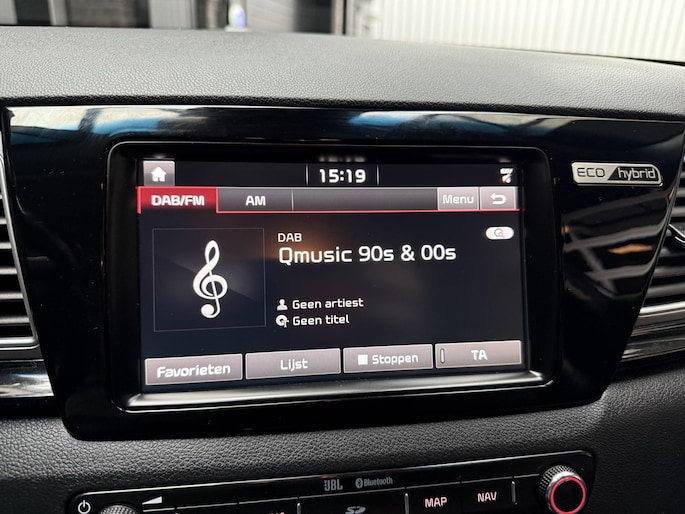 15:19
DAB/FM
AM
Menu
ECO hybrid
DAB
Qmusic 90s & 00s
Geen artiest
Geen titel
Favorieten
Lijst
Stoppen
TA
JBL Bluetooth
SD
MAP
NAV